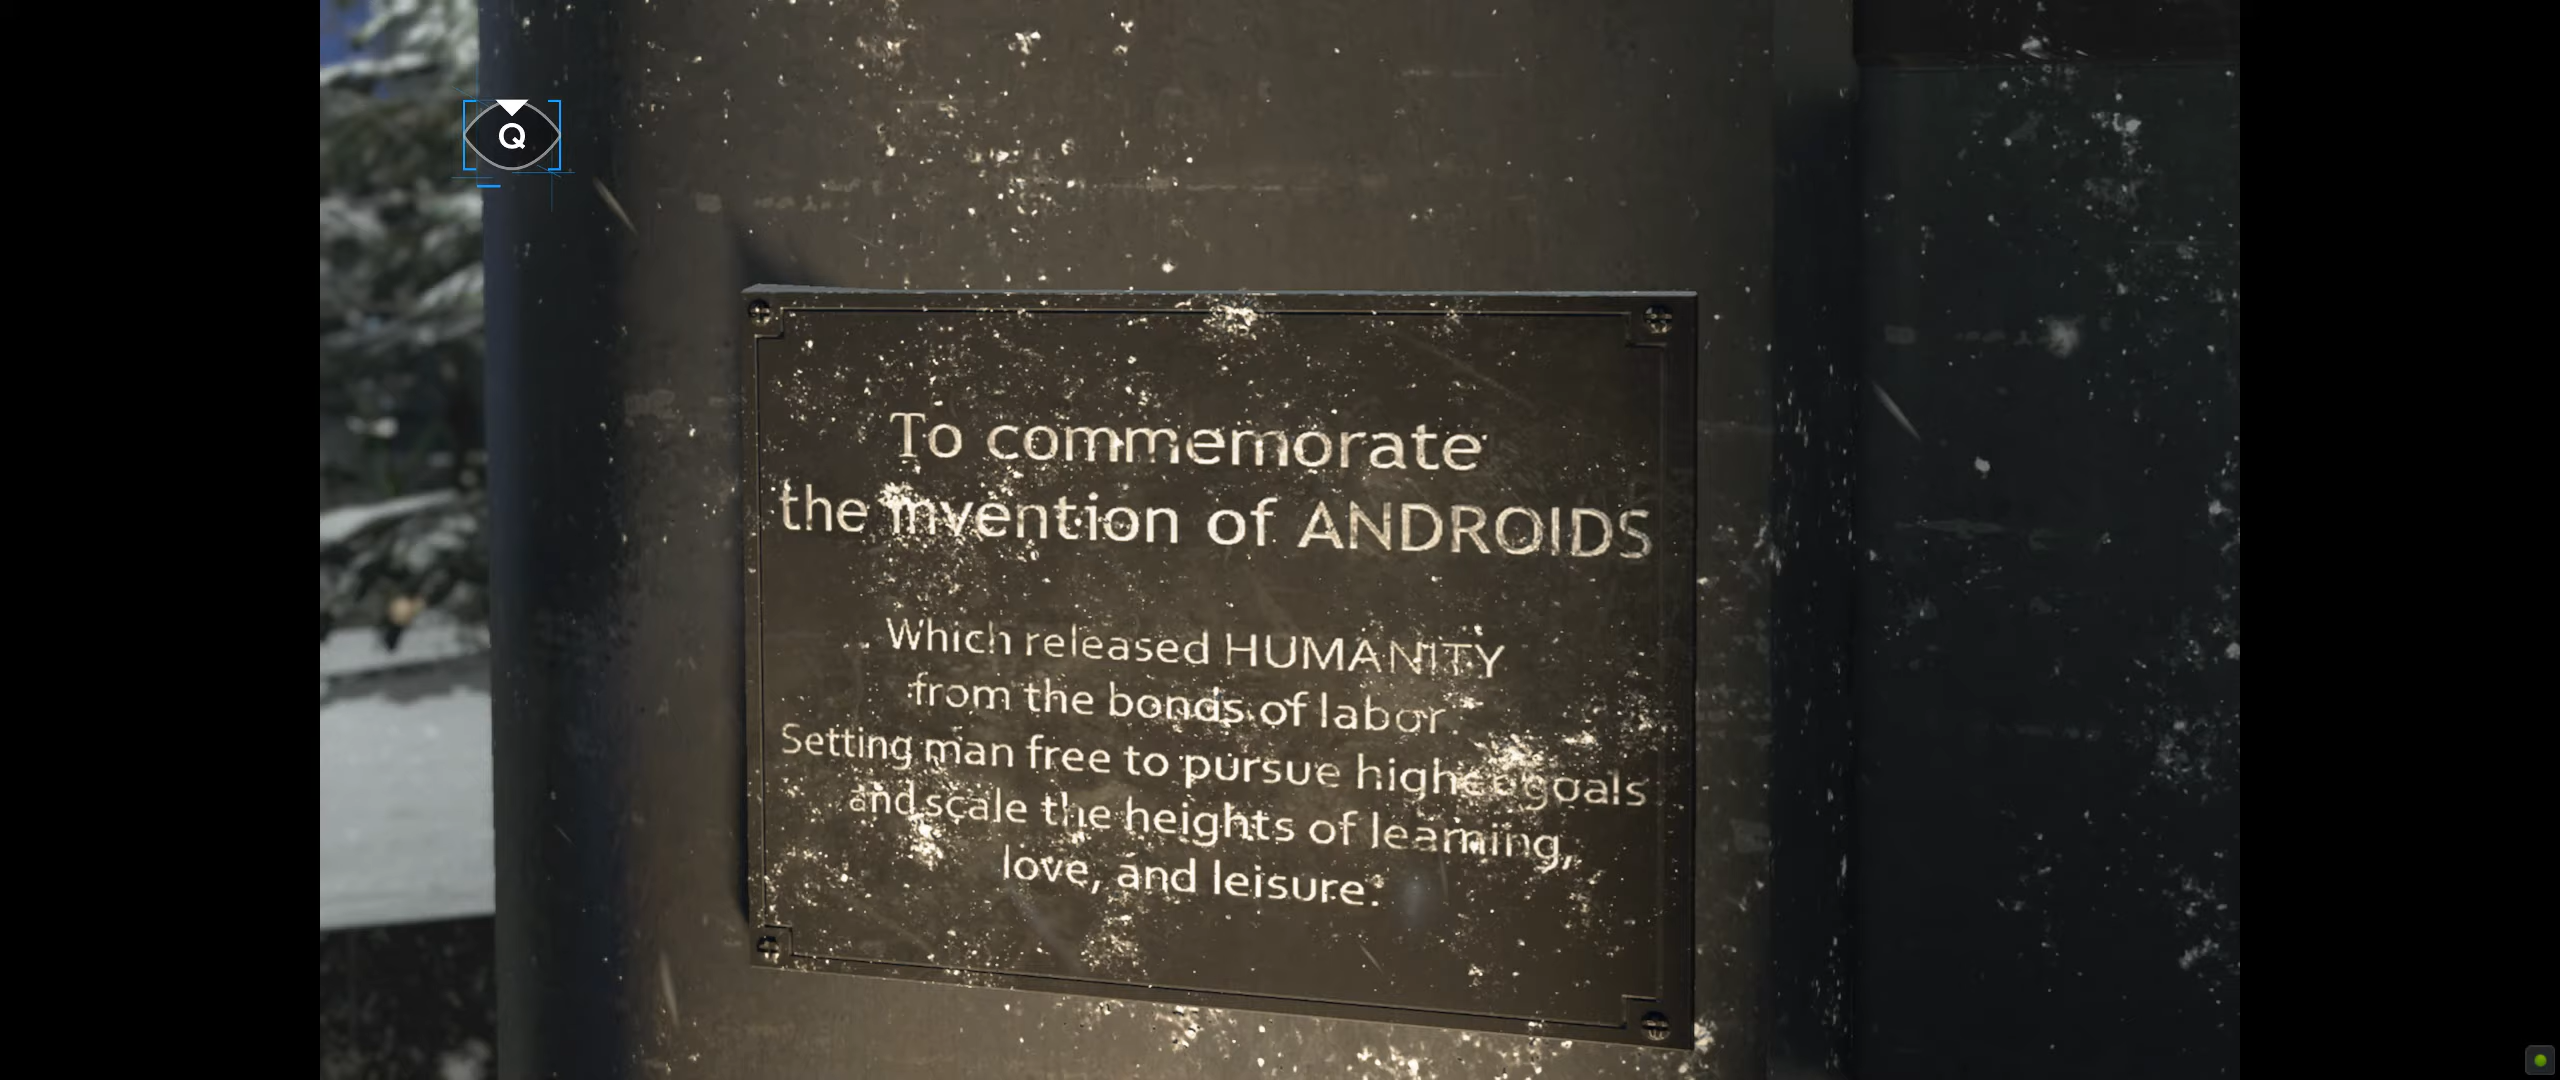 Q
To commemorate
the invention of ANDROIDS
Which released HUMANITY
from the bonds of labor.
Setting man free to pursue higher goals
and scale the heights of learning,
love, and leisure.